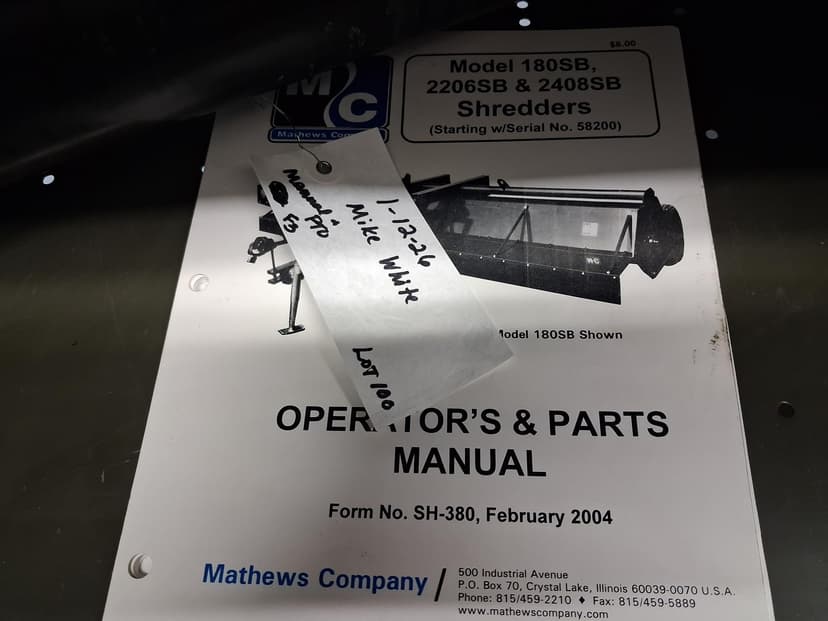 $8.00
Model 180SB,
2206SB & 2408SB
Shredders
(Starting w/Serial No. 58200)
M C
Mathews Co
1-12-26
Mike White
LOT 100
Manual &
PTO
MC
Model 180SB Shown
OPERATOR'S & PARTS
MANUAL
Form No. SH-380, February 2004
Mathews Company
500 Industrial Avenue
P.O. Box 70, Crystal Lake, Illinois 60039-0070 U.S.A.
Phone: 815/459-2210 ♦ Fax: 815/459-5889
www.mathewscompany.com